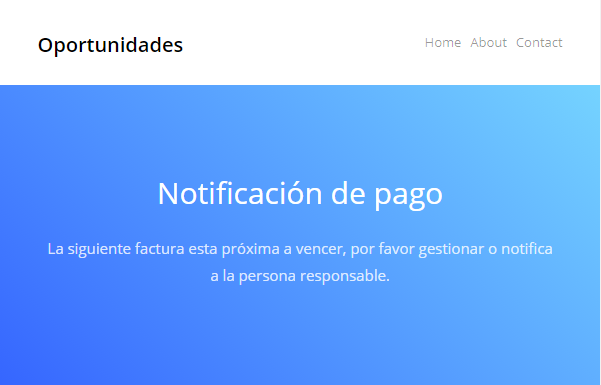 Oportunidades
Home About Contact
Notificación de pago
La siguiente factura esta próxima a vencer, por favor gestionar o notifica
a la persona responsable.